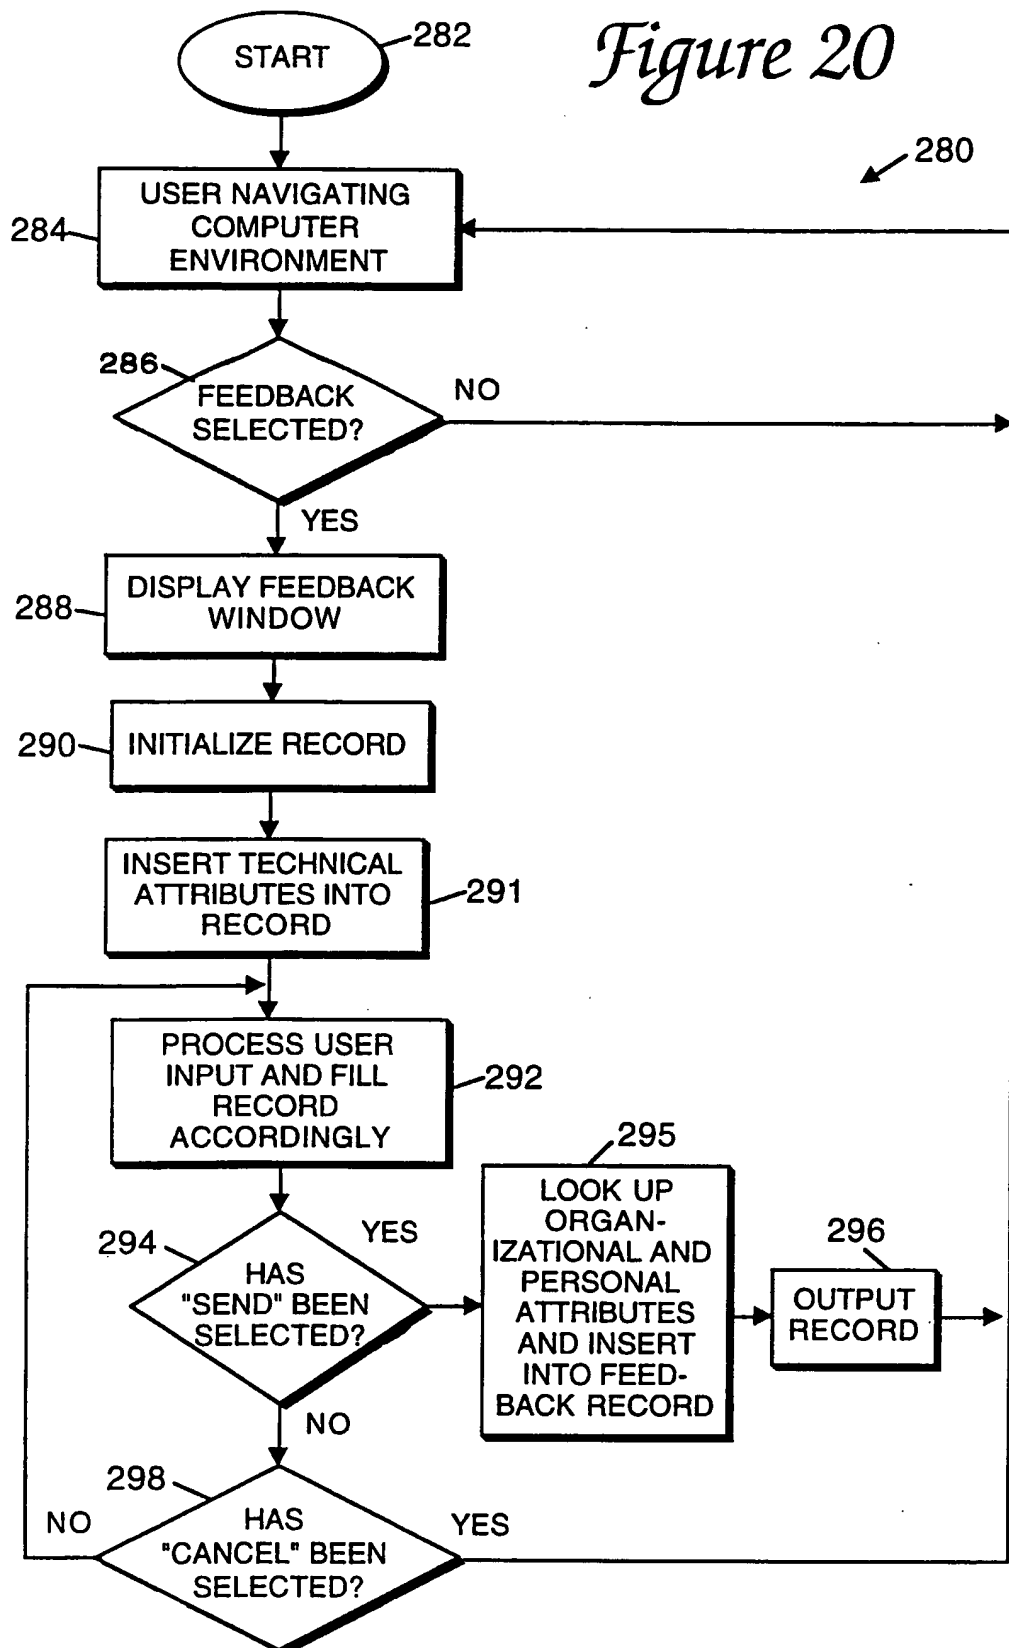 Figure 20
START
282
280
USER NAVIGATING
COMPUTER
ENVIRONMENT
284
286
FEEDBACK
SELECTED?
NO
YES
DISPLAY FEEDBACK
WINDOW
288
290
INITIALIZE RECORD
INSERT TECHNICAL
ATTRIBUTES INTO
RECORD
291
PROCESS USER
INPUT AND FILL
RECORD
ACCORDINGLY
292
294
HAS
"SEND" BEEN
SELECTED?
YES
295
LOOK UP
ORGAN-
IZATIONAL AND
PERSONAL
ATTRIBUTES
AND INSERT
INTO FEED-
BACK RECORD
296
OUTPUT
RECORD
NO
298
HAS
"CANCEL" BEEN
SELECTED?
NO
YES